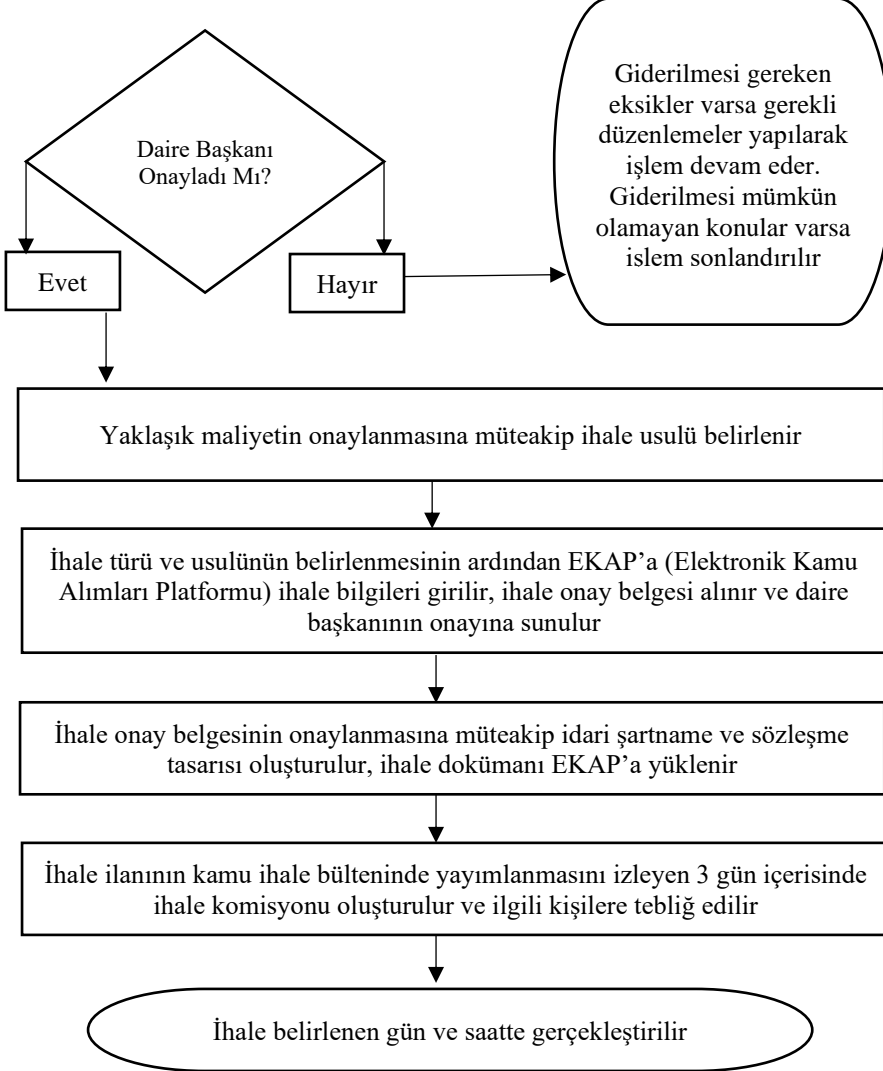 Daire Başkanı
Onayladı Mı?
Evet
Hayır
Giderilmesi gereken
eksikler varsa gerekli
düzenlemeler yapılarak
işlem devam eder.
Giderilmesi mümkün
olamayan konular varsa
islem sonlandırılır
Yaklaşık maliyetin onaylanmasına müteakip ihale usulü belirlenir
İhale türü ve usulünün belirlenmesinin ardından EKAP’a (Elektronik Kamu
Alımları Platformu) ihale bilgileri girilir, ihale onay belgesi alınır ve daire
başkanının onayına sunulur
İhale onay belgesinin onaylanmasına müteakip idari şartname ve sözleşme
tasarısı oluşturulur, ihale dokümanı EKAP’a yüklenir
İhale ilanının kamu ihale bülteninde yayımlanmasını izleyen 3 gün içerisinde
ihale komisyonu oluşturulur ve ilgili kişilere tebliğ edilir
İhale belirlenen gün ve saatte gerçekleştirilir